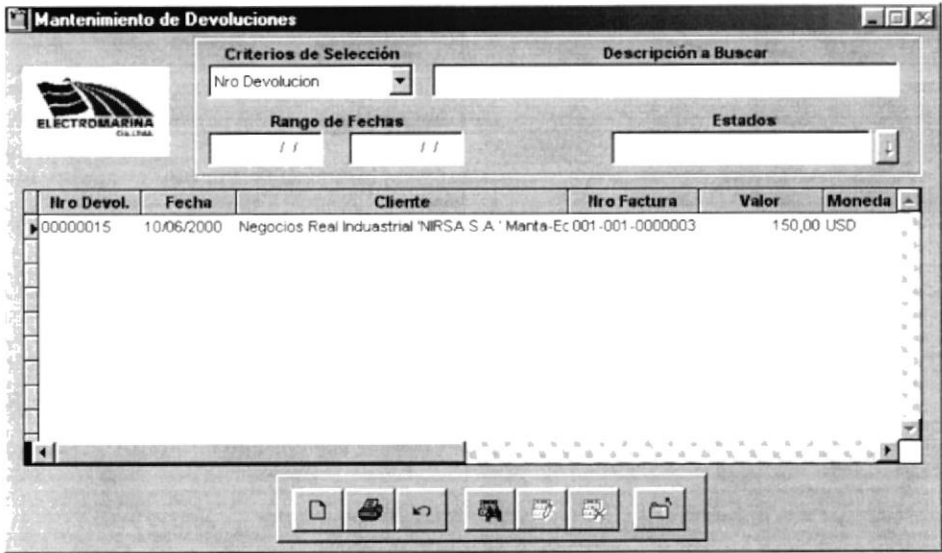 Mantenimiento de Devoluciones
Criterios de Selección
Descripción a Buscar
Nro Devolucion
ELECTROMARINA
CIA. LTDA.
Rango de Fechas
Estados
/ /
/ /
Nro Devol. Fecha Cliente Nro Factura Valor Moneda
00000015 10/06/2000 Negocios Real Induastrial 'NIRSA S.A.' Manta-Ec 001-001-0000003 150,00 USD